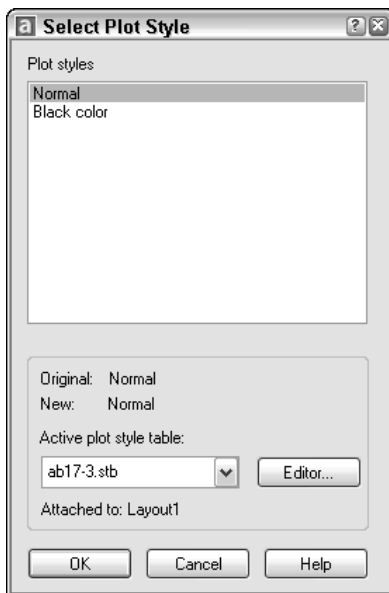 a Select Plot Style ? X
Plot styles
Normal
Black color
Original: Normal
New: Normal
Active plot style table:
ab17-3.stb
Editor...
Attached to: Layout1
OK Cancel Help